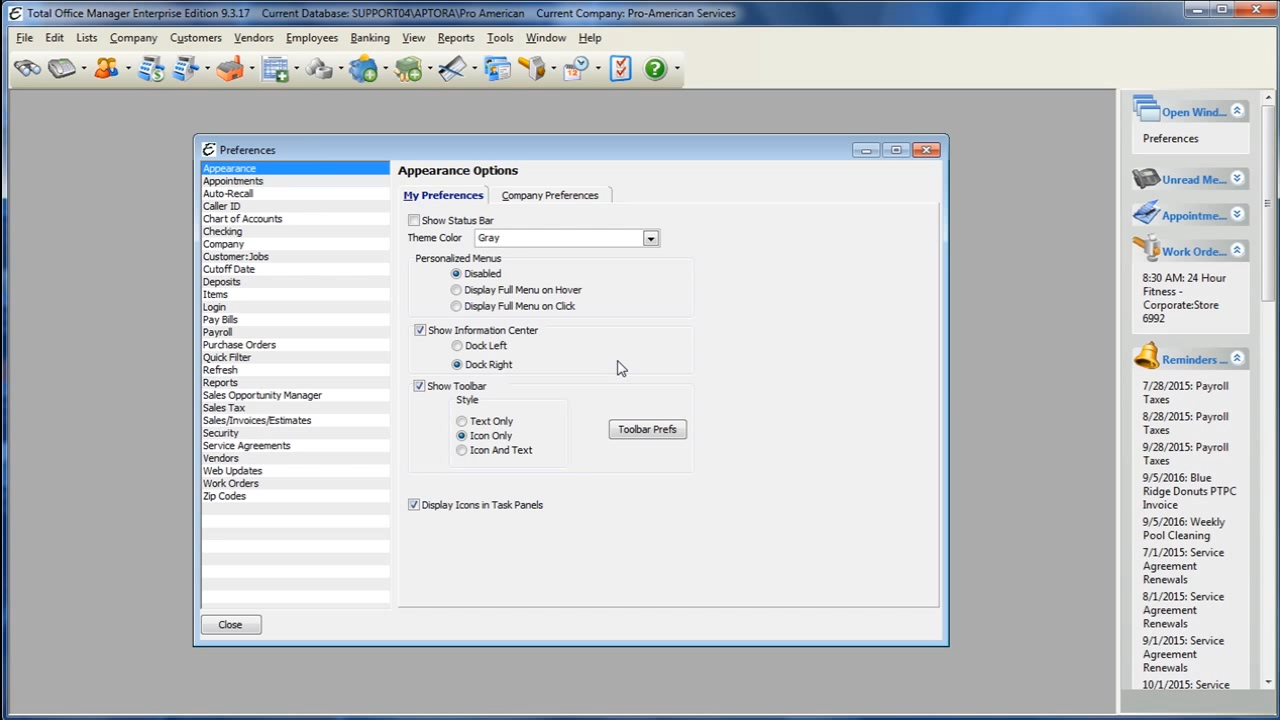 Total Office Manager Enterprise Edition 9.3.17 Current Database: SUPPORT04\APTORA\Pro American Current Company: Pro-American Services
File Edit Lists Company Customers Vendors Employees Banking View Reports Tools Window Help
Preferences
Appearance
Appointments
Auto-Recall
Caller ID
Chart of Accounts
Checking
Company
Customer:Jobs
Cutoff Date
Deposits
Items
Login
Pay Bills
Payroll
Purchase Orders
Quick Filter
Refresh
Reports
Sales Opportunity Manager
Sales Tax
Sales/Invoices/Estimates
Security
Service Agreements
Vendors
Web Updates
Work Orders
Zip Codes
Close
Appearance Options
My Preferences Company Preferences
Show Status Bar
Theme Color Gray
Personalized Menus
Disabled
Display Full Menu on Hover
Display Full Menu on Click
Show Information Center
Dock Left
Dock Right
Show Toolbar
Style
Text Only
Icon Only
Icon And Text
Toolbar Prefs
Display Icons in Task Panels
Open Wind...
Preferences
Unread Me...
Appointme...
Work Orde...
8:30 AM: 24 Hour
Fitness -
Corporate:Store
6992
Reminders ...
7/28/2015: Payroll
Taxes
8/28/2015: Payroll
Taxes
9/28/2015: Payroll
Taxes
9/5/2016: Blue
Ridge Donuts PTPC
Invoice
9/5/2016: Weekly
Pool Cleaning
7/1/2015: Service
Agreement
Renewals
8/1/2015: Service
Agreement
Renewals
9/1/2015: Service
Agreement
Renewals
10/1/2015: Service